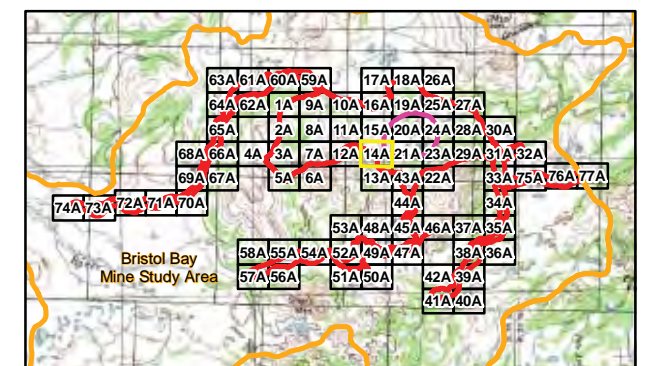 63A 61A 60A 59A 17A 18A 26A
64A 62A 1A 9A 10A 16A 19A 25A 27A
65A 2A 8A 11A 15A 20A 24A 28A 30A
68A 66A 4A 3A 7A 12A 14A 21A 23A 29A 31A 32A
69A 67A 5A 6A 13A 43A 22A 33A 75A 76A 77A
74A 73A 72A 71A 70A 44A 34A
53A 48A 45A 46A 37A 35A
58A 55A 54A 52A 49A 47A 38A 36A
57A 56A 51A 50A 42A 39A
41A 40A
Bristol Bay
Mine Study Area